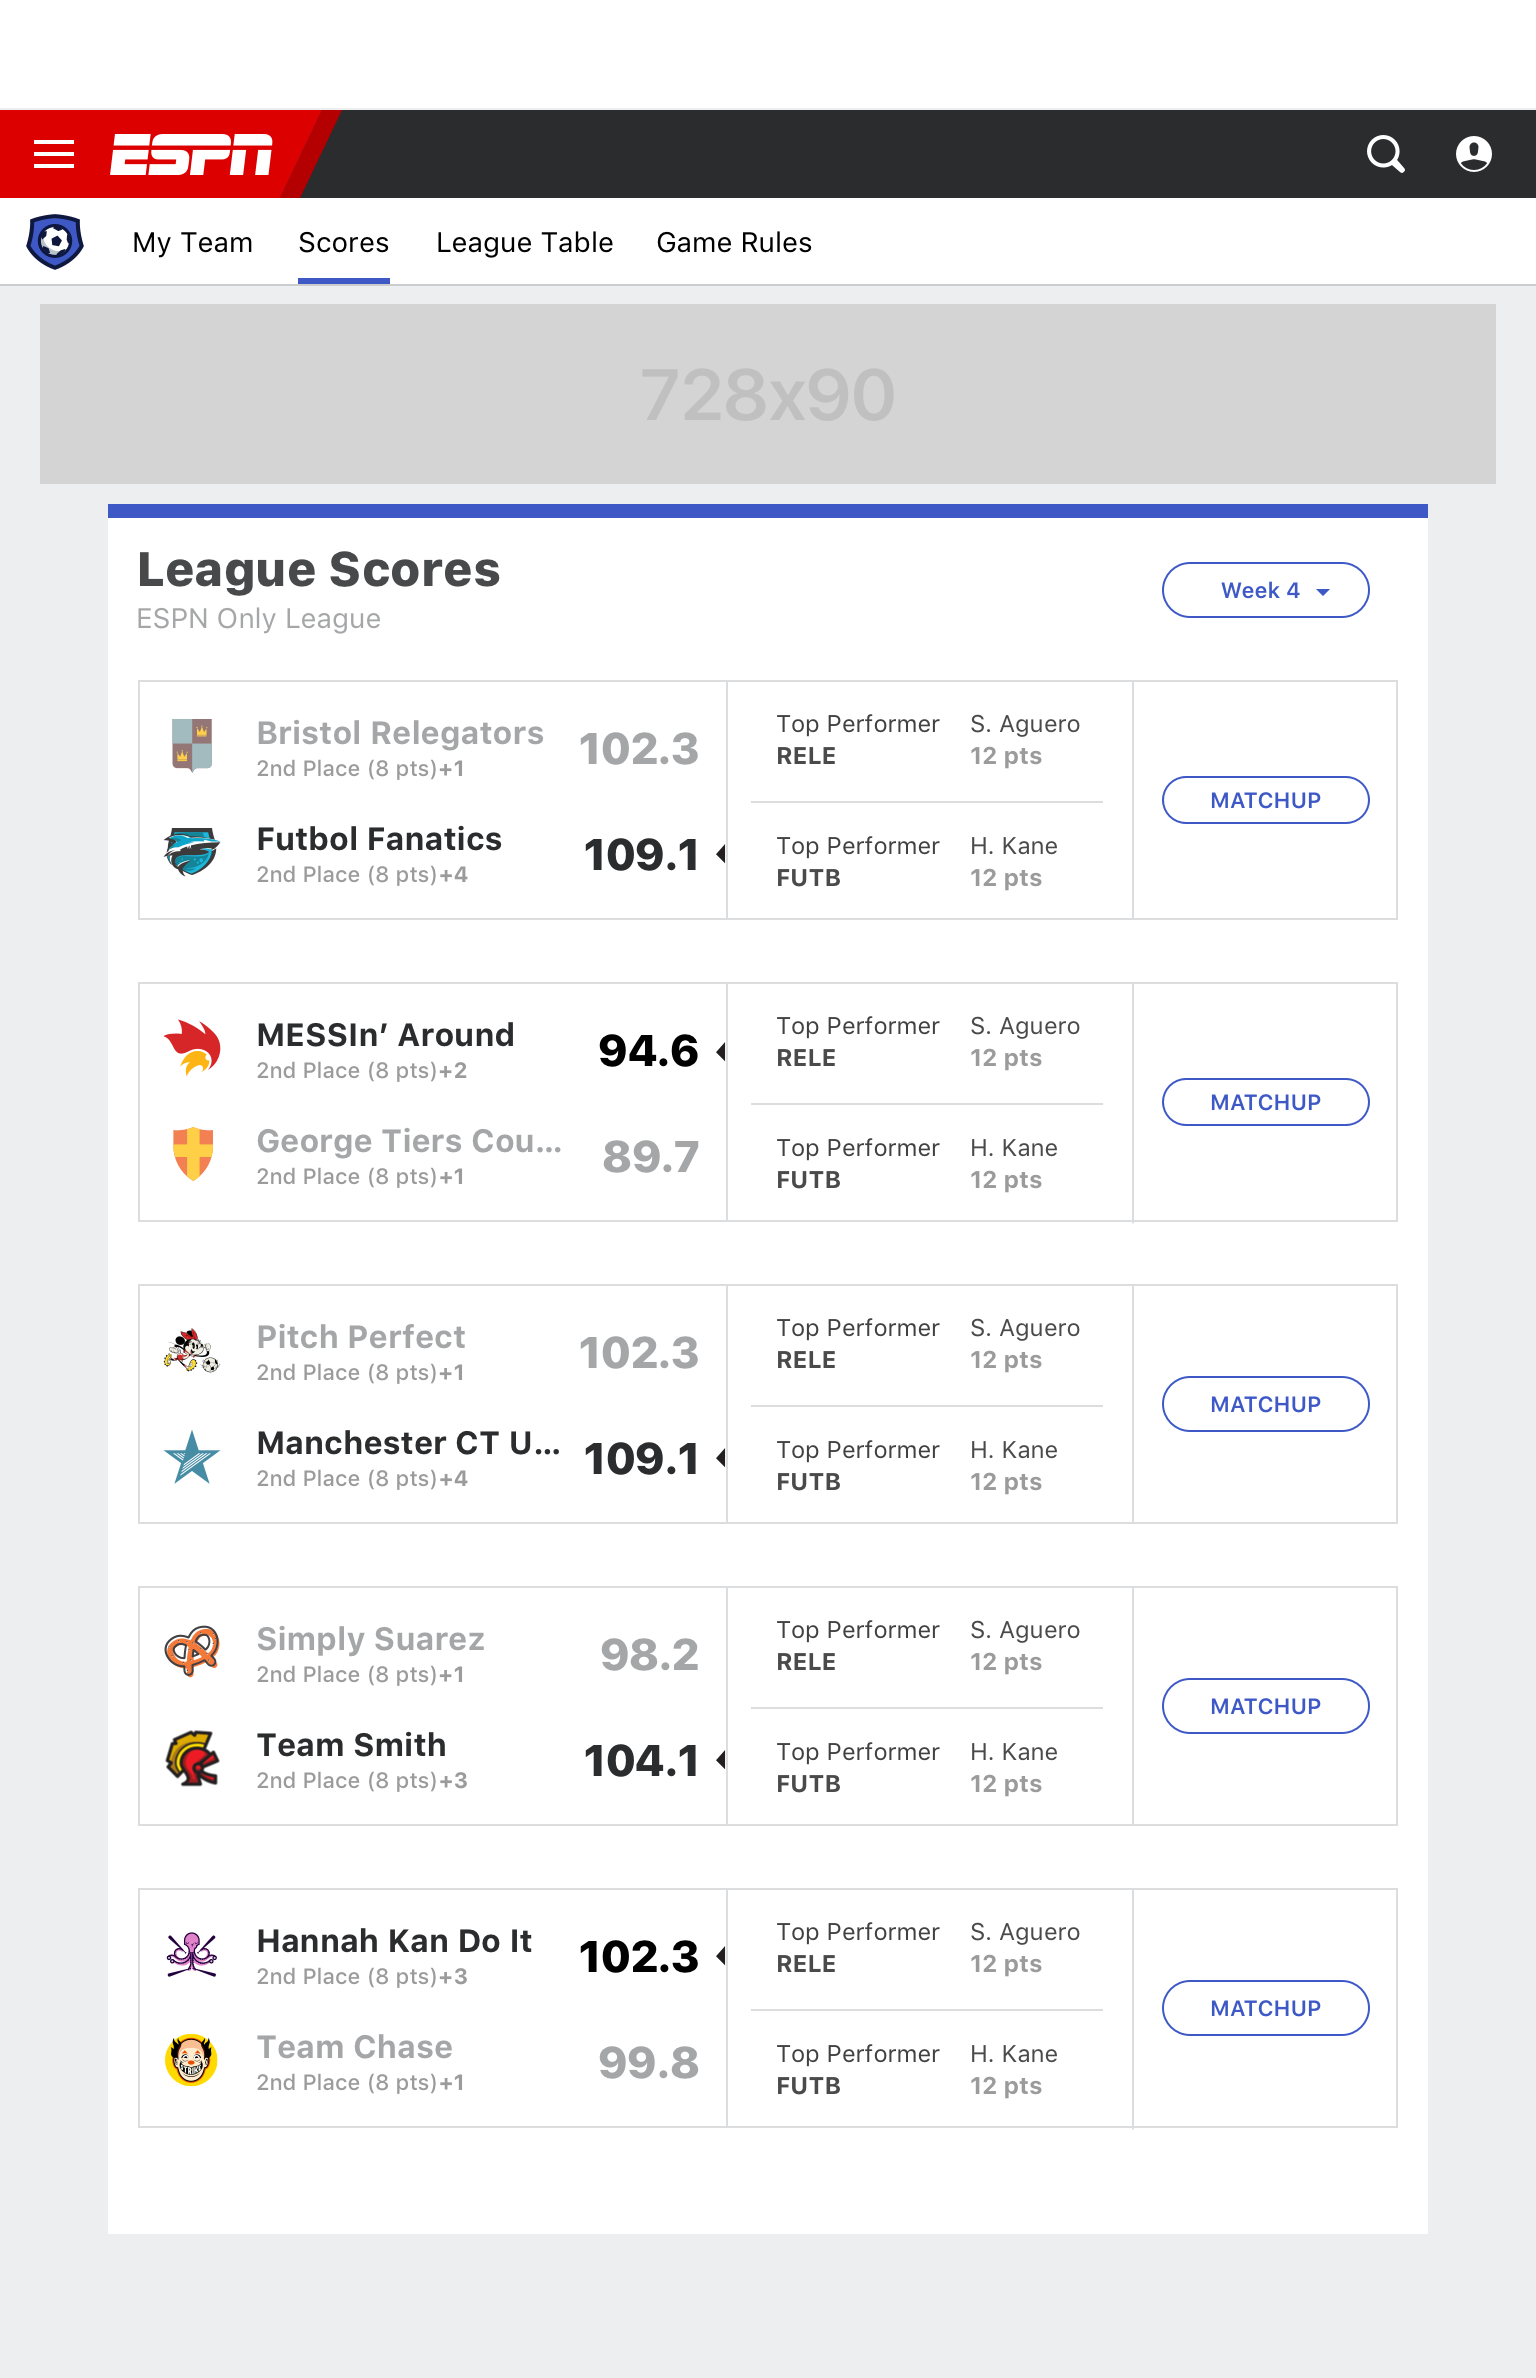 ESPN
My Team Scores League Table Game Rules
728x90
League Scores
ESPN Only League
Week 4
Bristol Relegators 102.3
2nd Place (8 pts)+1
Futbol Fanatics 109.1
2nd Place (8 pts)+4
Top Performer S. Aguero
RELE 12 pts
Top Performer H. Kane
FUTB 12 pts
MATCHUP
MESSIn’ Around 94.6
2nd Place (8 pts)+2
George Tiers Cou... 89.7
2nd Place (8 pts)+1
Top Performer S. Aguero
RELE 12 pts
Top Performer H. Kane
FUTB 12 pts
MATCHUP
Pitch Perfect 102.3
2nd Place (8 pts)+1
Manchester CT U... 109.1
2nd Place (8 pts)+4
Top Performer S. Aguero
RELE 12 pts
Top Performer H. Kane
FUTB 12 pts
MATCHUP
Simply Suarez 98.2
2nd Place (8 pts)+1
Team Smith 104.1
2nd Place (8 pts)+3
Top Performer S. Aguero
RELE 12 pts
Top Performer H. Kane
FUTB 12 pts
MATCHUP
Hannah Kan Do It 102.3
2nd Place (8 pts)+3
Team Chase 99.8
2nd Place (8 pts)+1
Top Performer S. Aguero
RELE 12 pts
Top Performer H. Kane
FUTB 12 pts
MATCHUP